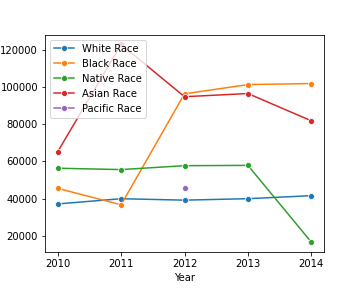 120000
100000
80000
60000
40000
20000
White Race
Black Race
Native Race
Asian Race
Pacific Race
2010 2011 2012 2013 2014
Year